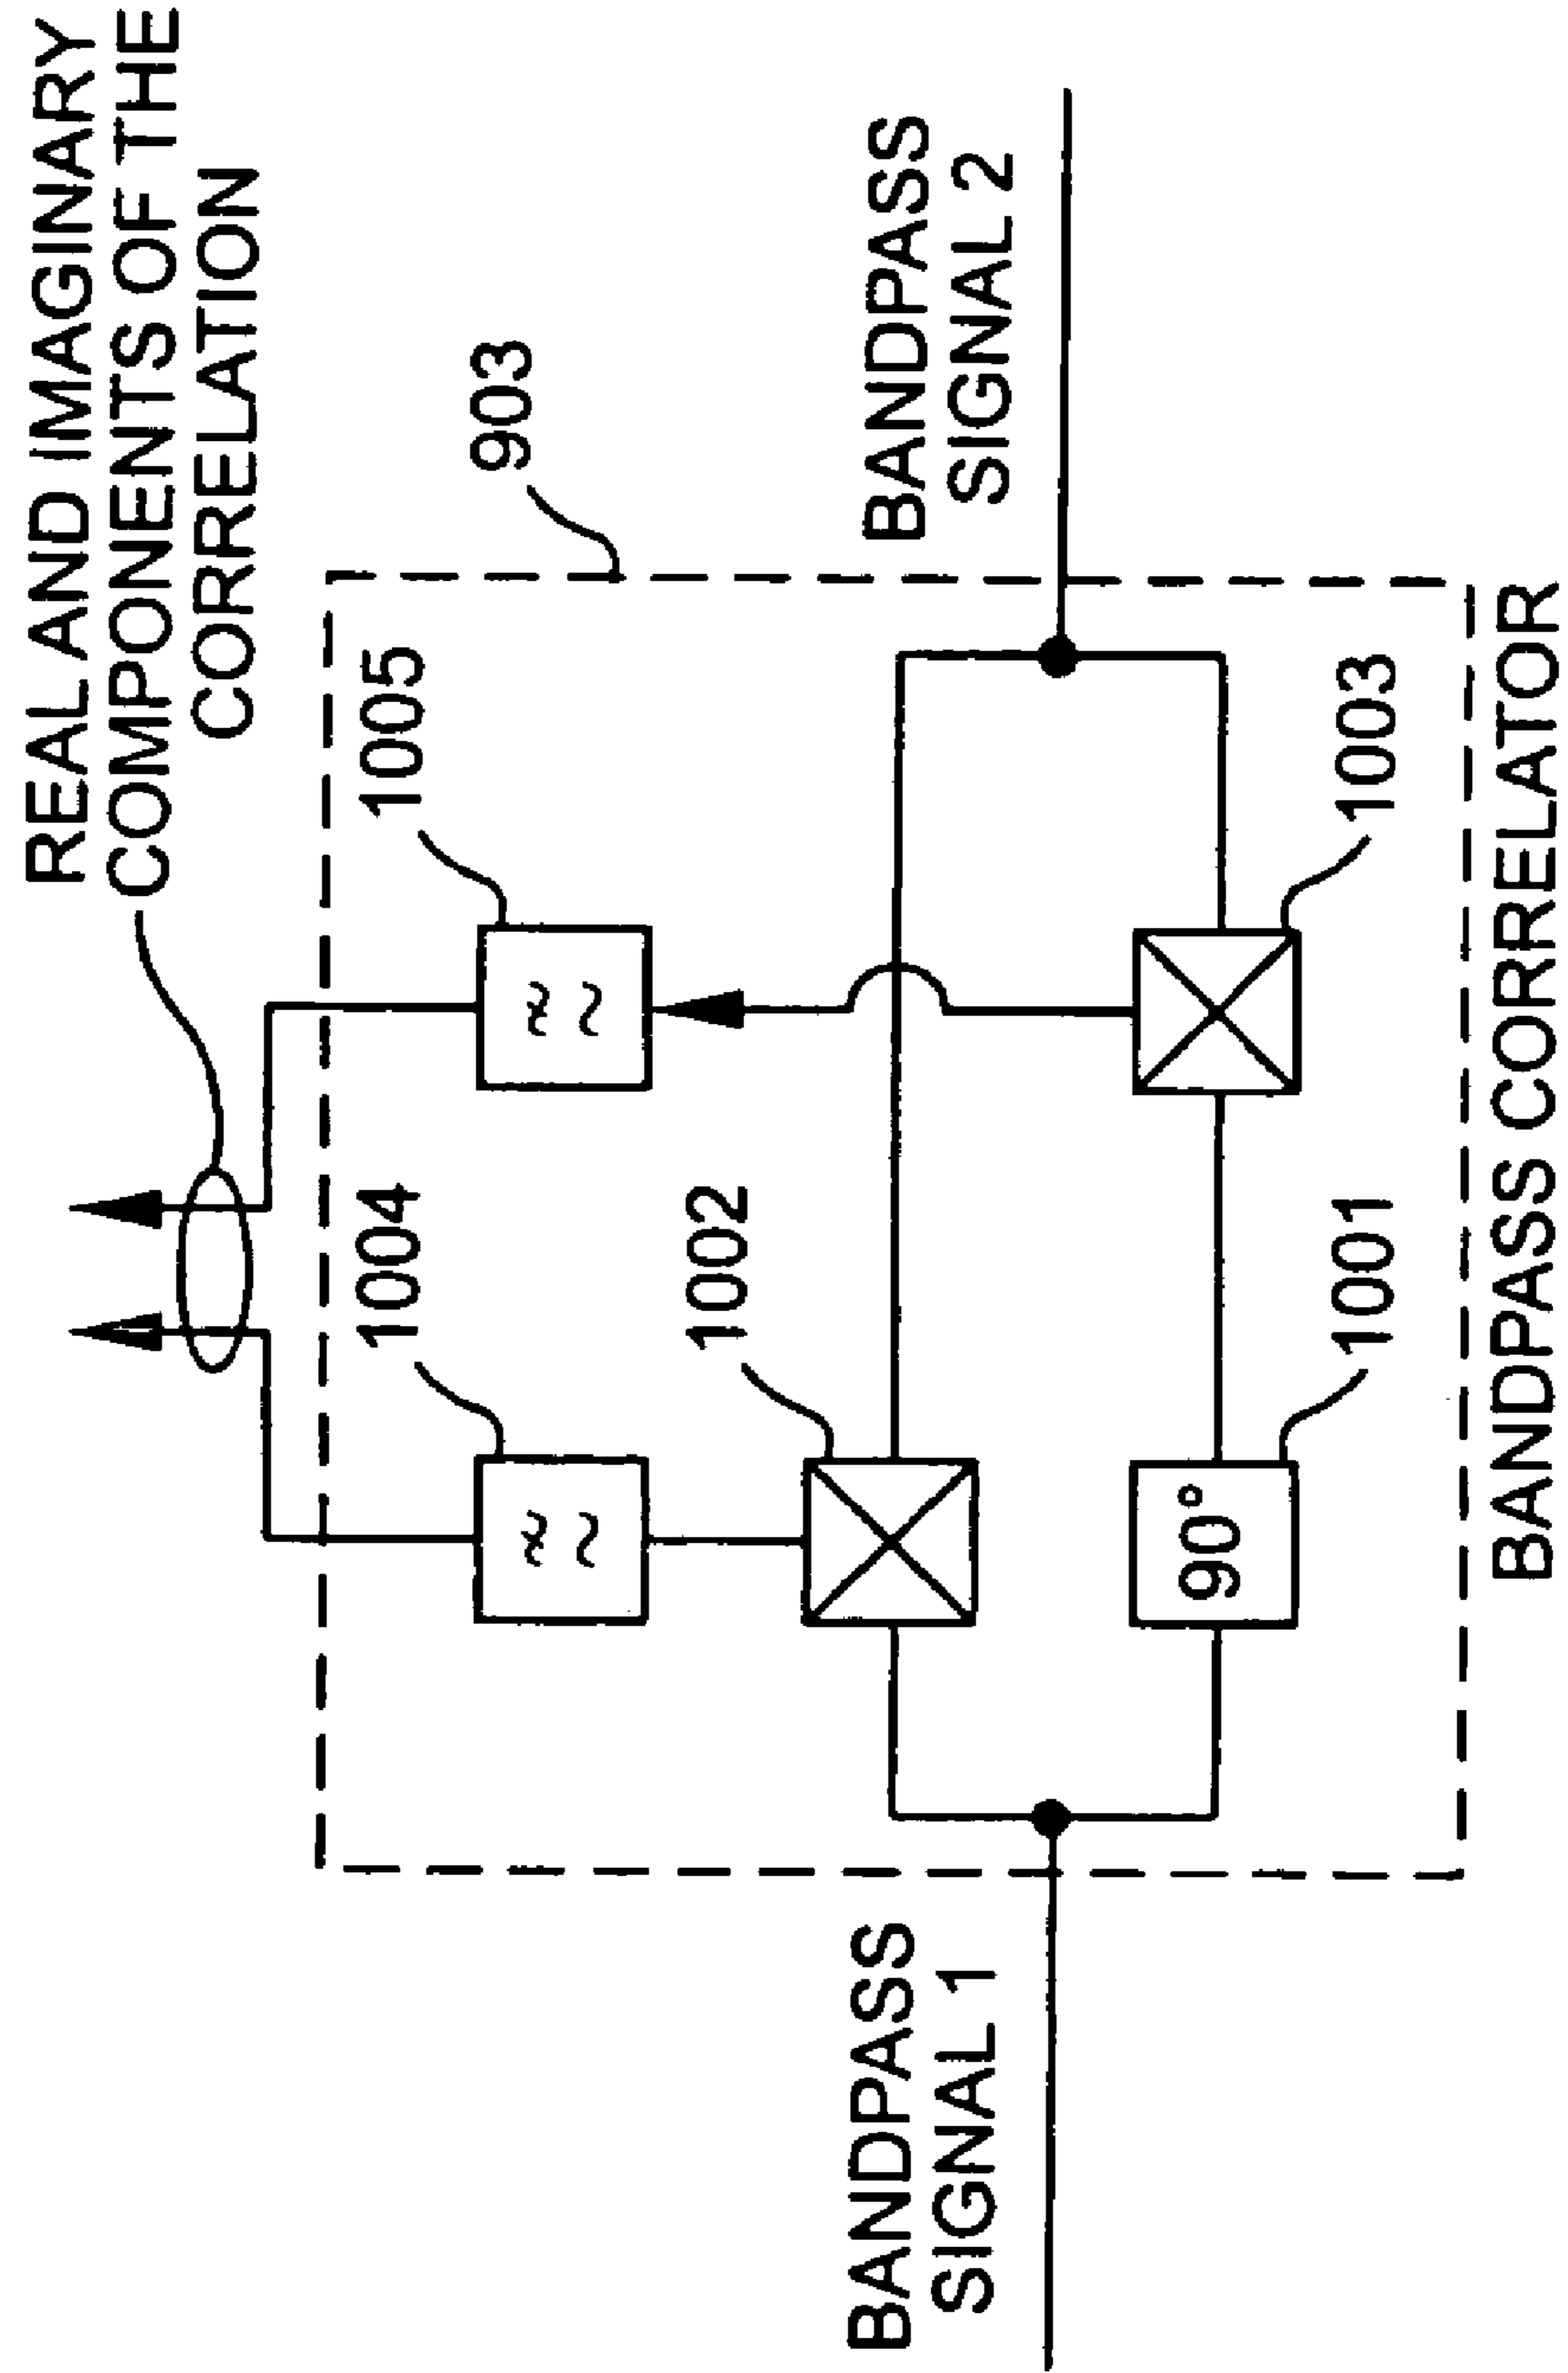 REAL AND IMAGINARY
COMPONENTS OF THE
CORRELATION
903
1004
1005
1002
BANDPASS
SIGNAL 1
BANDPASS
SIGNAL 2
90°
1001
1003
BANDPASS CORRELATOR